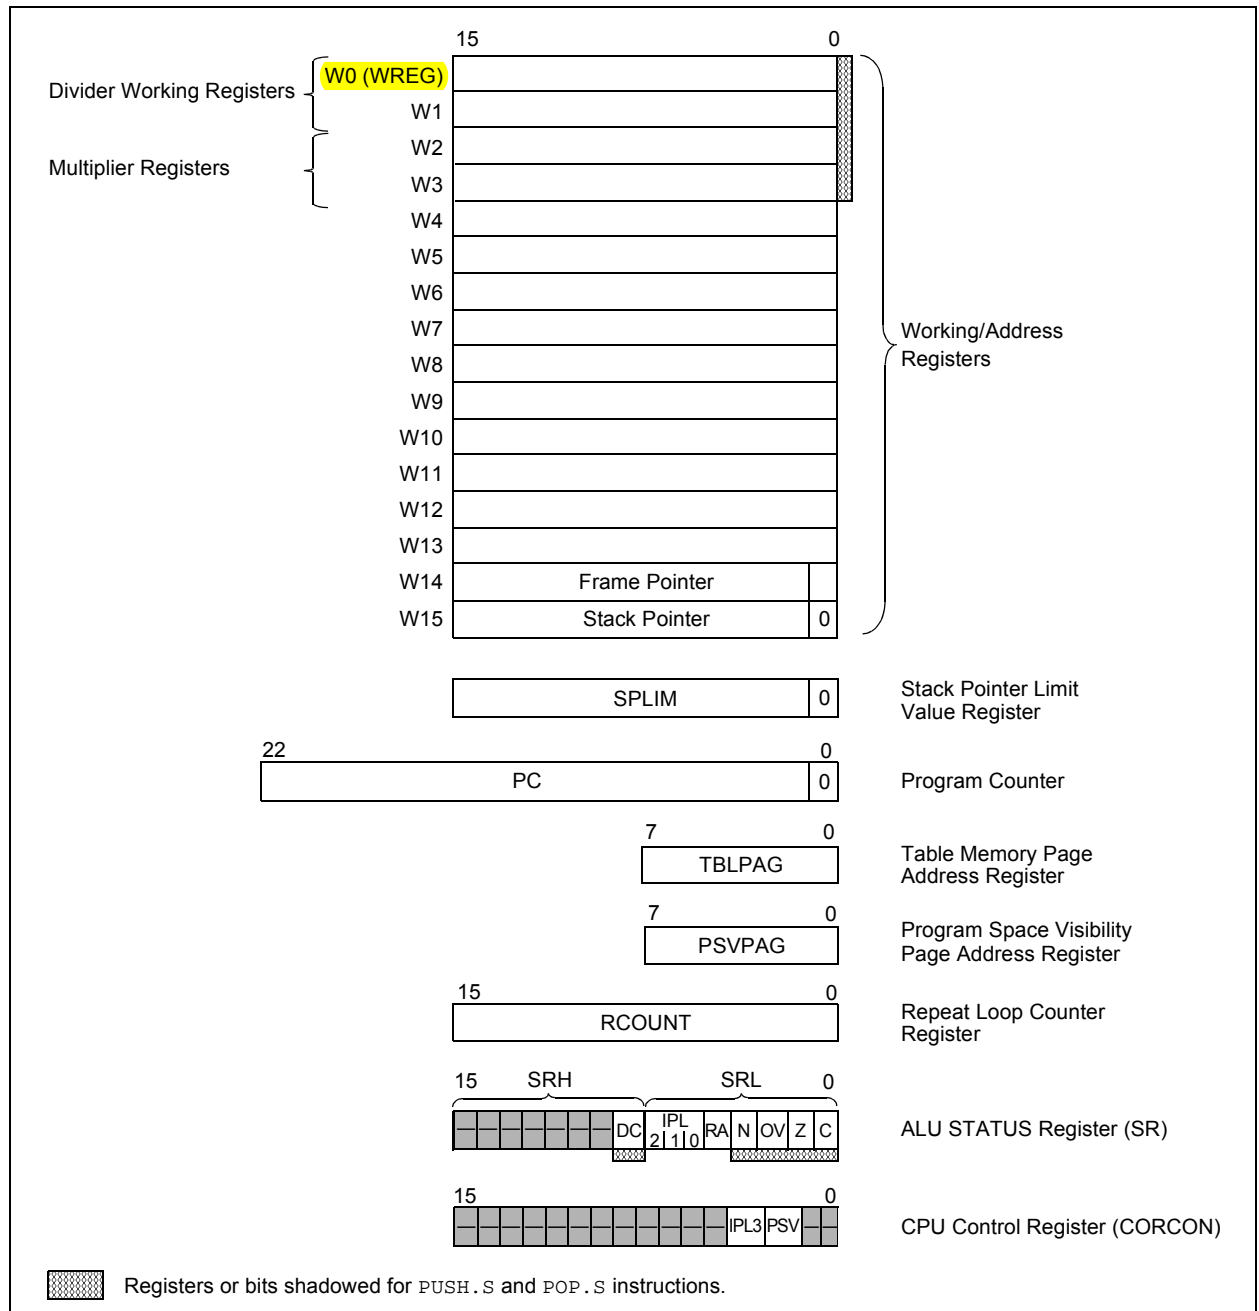 15 0
W0 (WREG)
Divider Working Registers
W1
W2
Multiplier Registers
W3
W4
W5
W6
W7
Working/Address
Registers
W8
W9
W10
W11
W12
W13
W14 Frame Pointer
W15 Stack Pointer 0
SPLIM 0
Stack Pointer Limit
Value Register
22 0
PC 0 Program Counter
7 0
TBLPAG
Table Memory Page
Address Register
7 0
PSVPAG
Program Space Visibility
Page Address Register
15 0
RCOUNT
Repeat Loop Counter
Register
15 SRH SRL 0
— — — — — — — DC IPL 2 1 0 RA N OV Z C ALU STATUS Register (SR)
15 0
— — — — — — — — — — — — IPL3 PSV — — CPU Control Register (CORCON)
Registers or bits shadowed for PUSH.S and POP.S instructions.